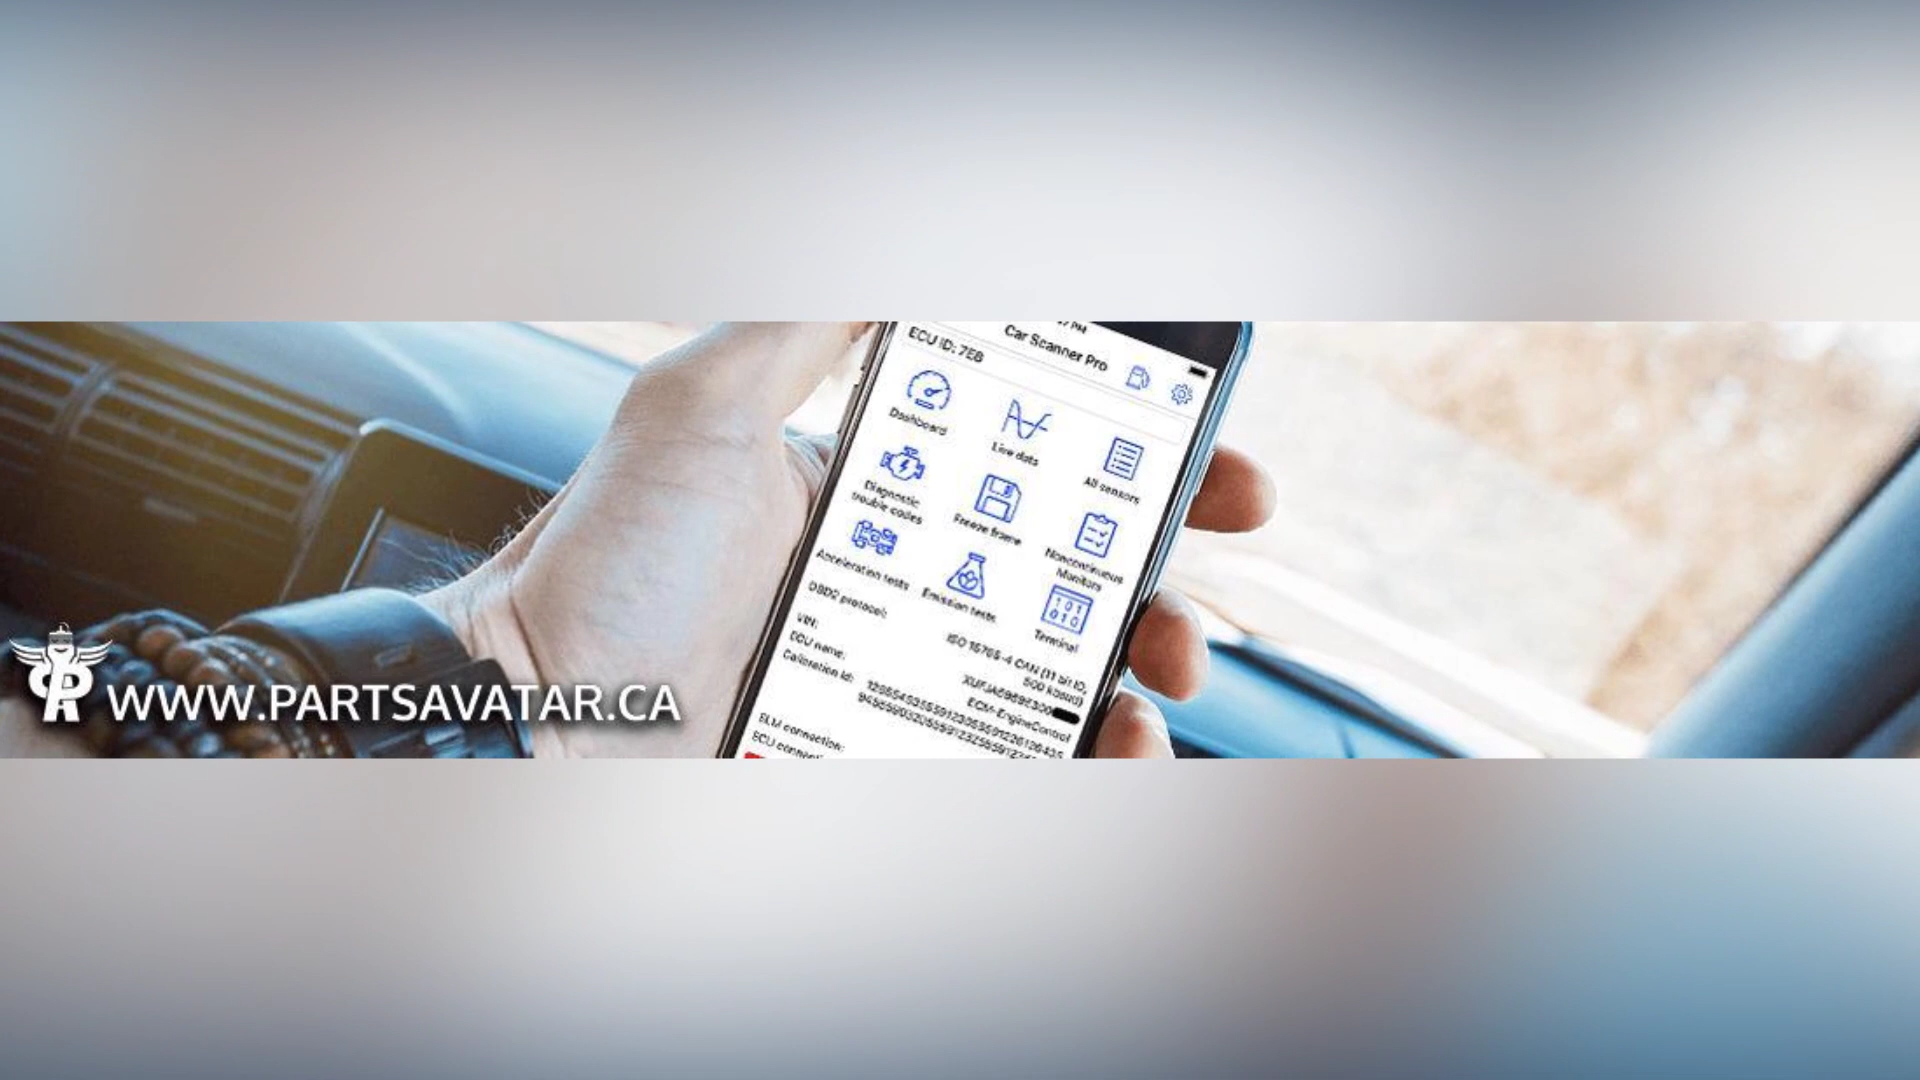 Car Scanner Pro
ECU ID: 7E8
Dashboard
Live data
All sensors
Diagnostic
trouble codes
Freeze frame
Noncontinuous
Monitors
Acceleration tests
Emission tests
Terminal
OBD2 protocol:
ISO 15765-4 CAN (11 bit ID,
500 kbaud)
VIN:
ECU name:
ECM-EngineControl
Calibration Id:
ELM connection:
ECU
WWW.PARTSAVATAR.CA